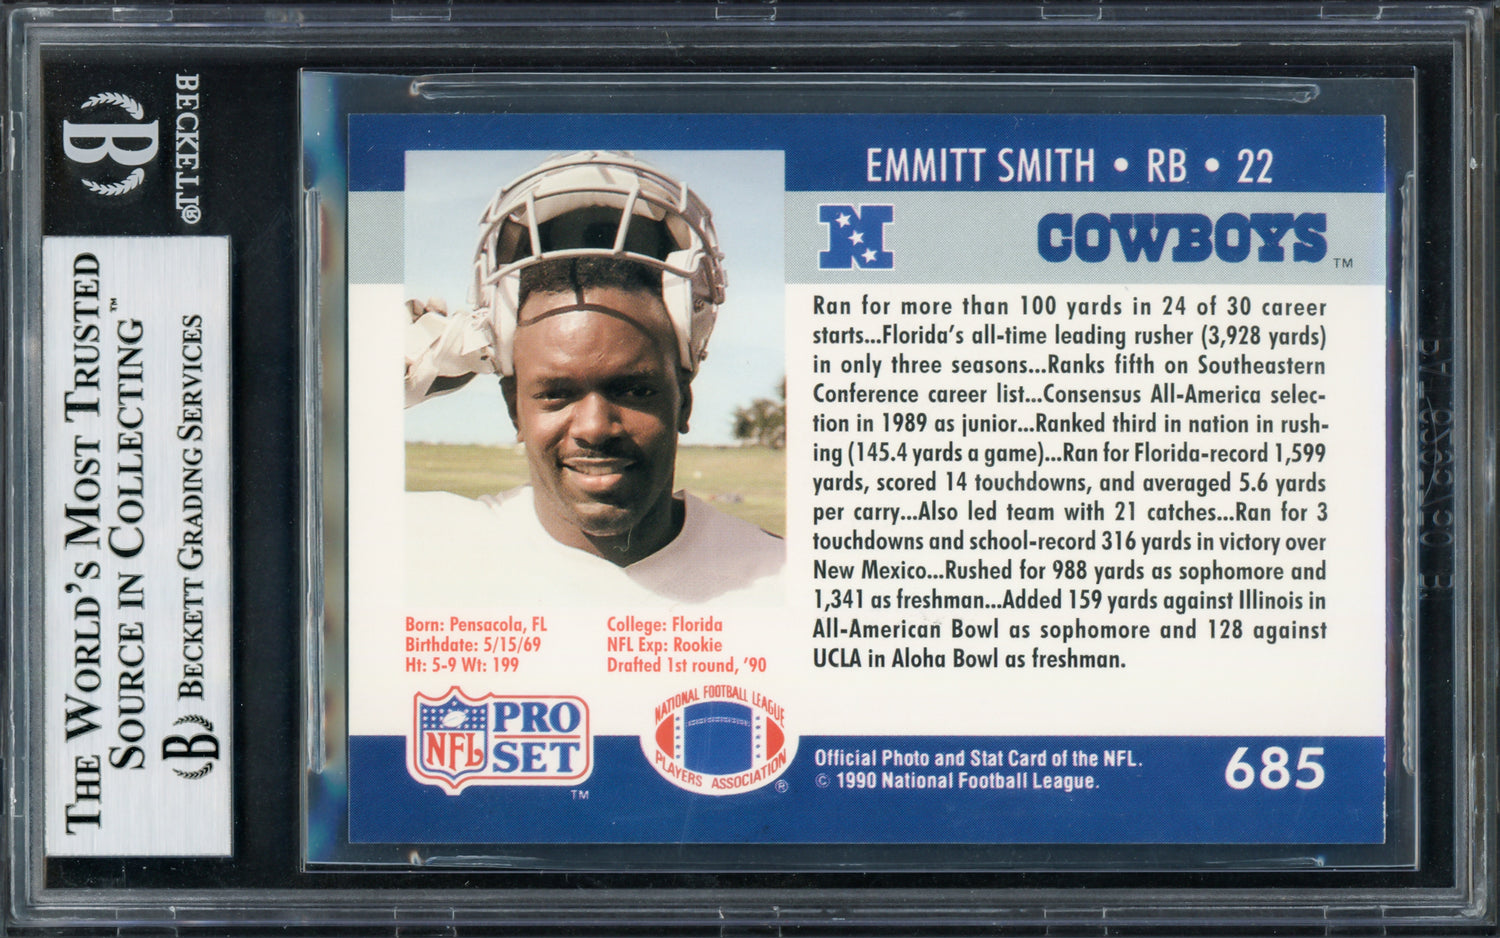 BECKETT®
B
THE WORLD'S MOST TRUSTED
SOURCE IN COLLECTING™
B BECKETT GRADING SERVICES
EMMITT SMITH • RB • 22
N
COWBOYS™
Ran for more than 100 yards in 24 of 30 career
starts...Florida's all-time leading rusher (3,928 yards)
in only three seasons...Ranks fifth on Southeastern
Conference career list...Consensus All-America selec-
tion in 1989 as junior...Ranked third in nation in rush-
ing (145.4 yards a game)...Ran for Florida-record 1,599
yards, scored 14 touchdowns, and averaged 5.6 yards
per carry...Also led team with 21 catches...Ran for 3
touchdowns and school-record 316 yards in victory over
New Mexico...Rushed for 988 yards as sophomore and
1,341 as freshman...Added 159 yards against Illinois in
All-American Bowl as sophomore and 128 against
UCLA in Aloha Bowl as freshman.
Born: Pensacola, FL
Birthdate: 5/15/69
Ht: 5-9 Wt: 199
College: Florida
NFL Exp: Rookie
Drafted 1st round, '90
NFL PRO SET™
NATIONAL FOOTBALL LEAGUE
PLAYERS ASSOCIATION®
Official Photo and Stat Card of the NFL.
© 1990 National Football League.
685